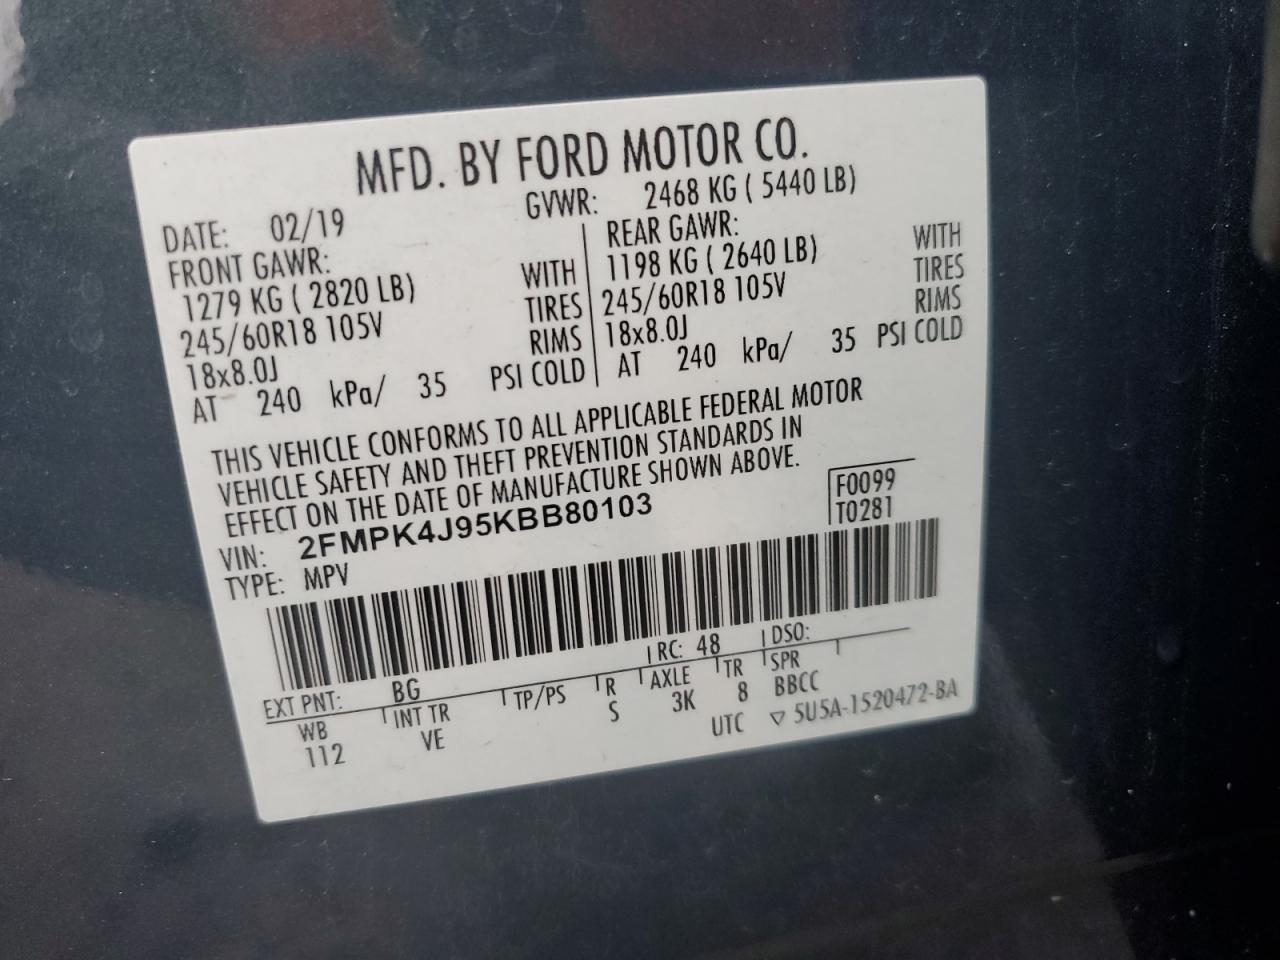 MFD. BY FORD MOTOR CO.
DATE: 02/19 GVWR: 2468 KG ( 5440 LB)
FRONT GAWR: REAR GAWR:
1279 KG ( 2820 LB) WITH 1198 KG ( 2640 LB) WITH
245/60R18 105V TIRES 245/60R18 105V TIRES
18x8.0J RIMS 18x8.0J RIMS
AT 240 kPa/ 35 PSI COLD AT 240 kPa/ 35 PSI COLD
THIS VEHICLE CONFORMS TO ALL APPLICABLE FEDERAL MOTOR
VEHICLE SAFETY AND THEFT PREVENTION STANDARDS IN
EFFECT ON THE DATE OF MANUFACTURE SHOWN ABOVE.
VIN: 2FMPK4J95KBB80103 F0099
TYPE: MPV T0281
EXT PNT: BG RC: 48 DSO:
WB INT TR TP/PS R AXLE TR SPR
112 VE S 3K 8 BBCC
UTC ▽ 5U5A-1520472-BA